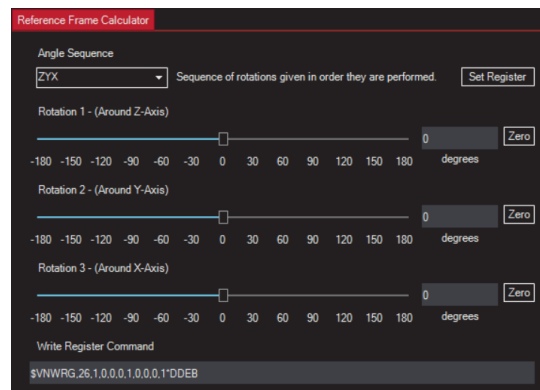 Reference Frame Calculator
Angle Sequence
ZYX Sequence of rotations given in order they are performed. Set Register
Rotation 1 - (Around Z-Axis)
0 Zero
-180 -150 -120 -90 -60 -30 0 30 60 90 120 150 180 degrees
Rotation 2 - (Around Y-Axis)
0 Zero
-180 -150 -120 -90 -60 -30 0 30 60 90 120 150 180 degrees
Rotation 3 - (Around X-Axis)
0 Zero
-180 -150 -120 -90 -60 -30 0 30 60 90 120 150 180 degrees
Write Register Command
$VNWRG,26,1,0,0,0,1,0,0,0,1*DDEB